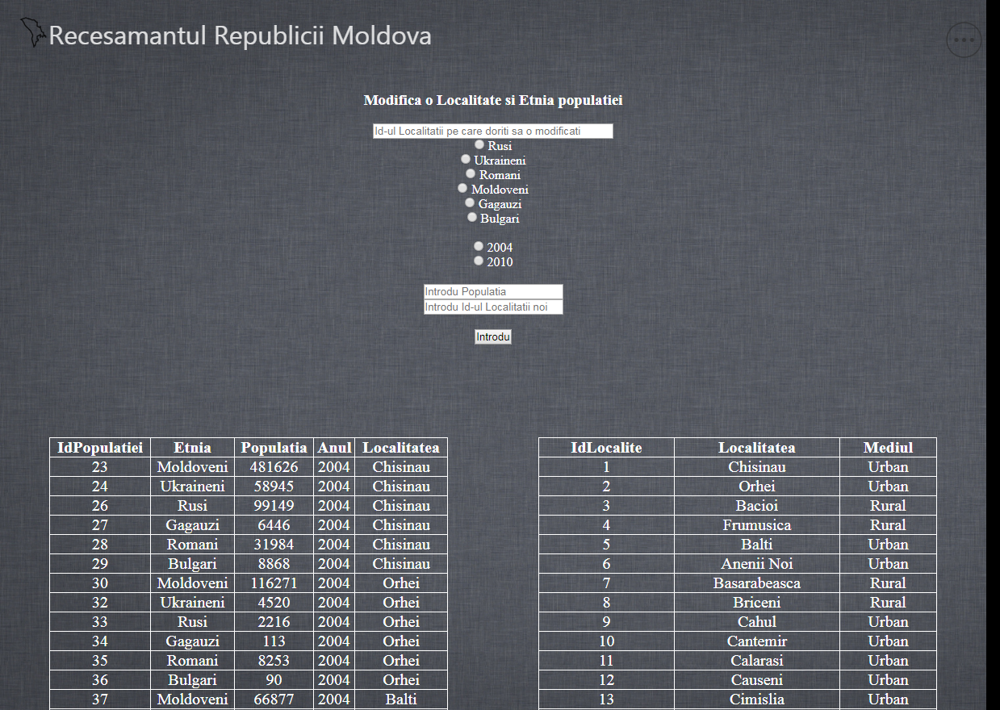 Recesamantul Republicii Moldova
Modifica o Localitate si Etnia populatiei
Id-ul Localitatii pe care doriti sa o modificati
Rusi
Ukraineni
Romani
Moldoveni
Gagauzi
Bulgari
2004
2010
Introdu Populatia
Introdu Id-ul Localitatii noi
Introdu
IdPopulatiei Etnia Populatia Anul Localitatea
23 Moldoveni 481626 2004 Chisinau
24 Ukraineni 58945 2004 Chisinau
26 Rusi 99149 2004 Chisinau
27 Gagauzi 6446 2004 Chisinau
28 Romani 31984 2004 Chisinau
29 Bulgari 8868 2004 Chisinau
30 Moldoveni 116271 2004 Orhei
32 Ukraineni 4520 2004 Orhei
33 Rusi 2216 2004 Orhei
34 Gagauzi 113 2004 Orhei
35 Romani 8253 2004 Orhei
36 Bulgari 90 2004 Orhei
37 Moldoveni 66877 2004 Balti
IdLocalite Localitatea Mediul
1 Chisinau Urban
2 Orhei Urban
3 Bacioi Rural
4 Frumusica Rural
5 Balti Urban
6 Anenii Noi Urban
7 Basarabeasca Rural
8 Briceni Rural
9 Cahul Urban
10 Cantemir Urban
11 Calarasi Urban
12 Causeni Urban
13 Cimislia Urban